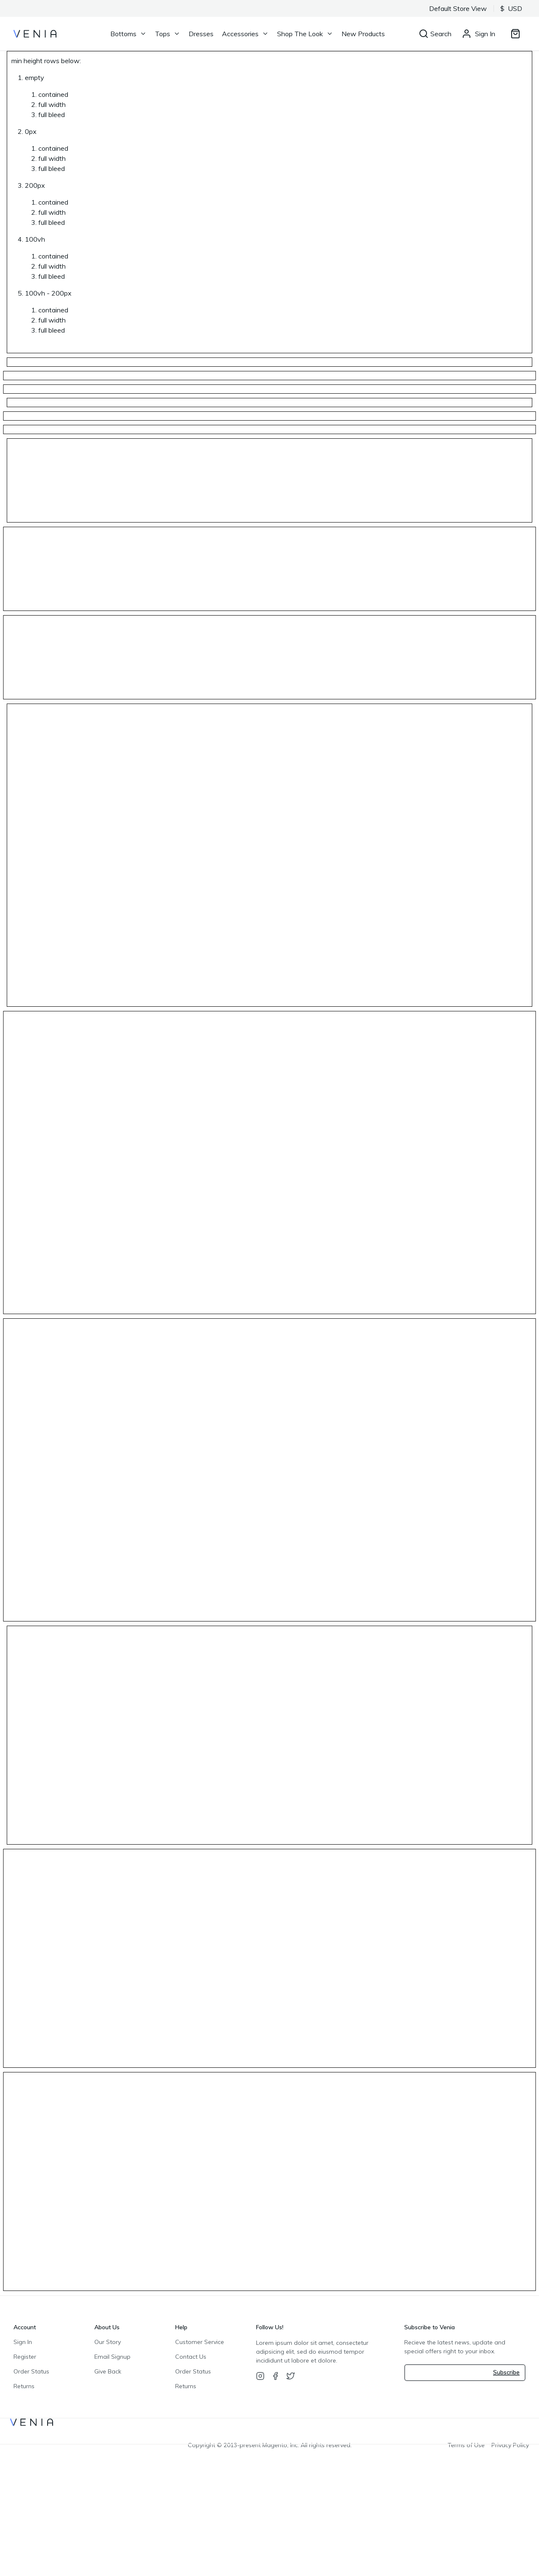 Default Store View
$ USD
VENIA
Bottoms
Tops
Dresses
Accessories
Shop The Look
New Products
Search
Sign In
min height rows below:
1. empty
1. contained
2. full width
3. full bleed
2. 0px
1. contained
2. full width
3. full bleed
3. 200px
1. contained
2. full width
3. full bleed
4. 100vh
1. contained
2. full width
3. full bleed
5. 100vh - 200px
1. contained
2. full width
3. full bleed
Account
Sign In
Register
Order Status
Returns
About Us
Our Story
Email Signup
Give Back
Help
Customer Service
Contact Us
Order Status
Returns
Follow Us!
Lorem ipsum dolor sit amet, consectetur
adipsicing elit, sed do eiusmod tempor
incididunt ut labore et dolore.
Subscribe to Venia
Recieve the latest news, update and
special offers right to your inbox.
Subscribe
VENIA
Copyright © 2013-present Magento, Inc. All rights reserved.
Terms of Use
Privacy Policy